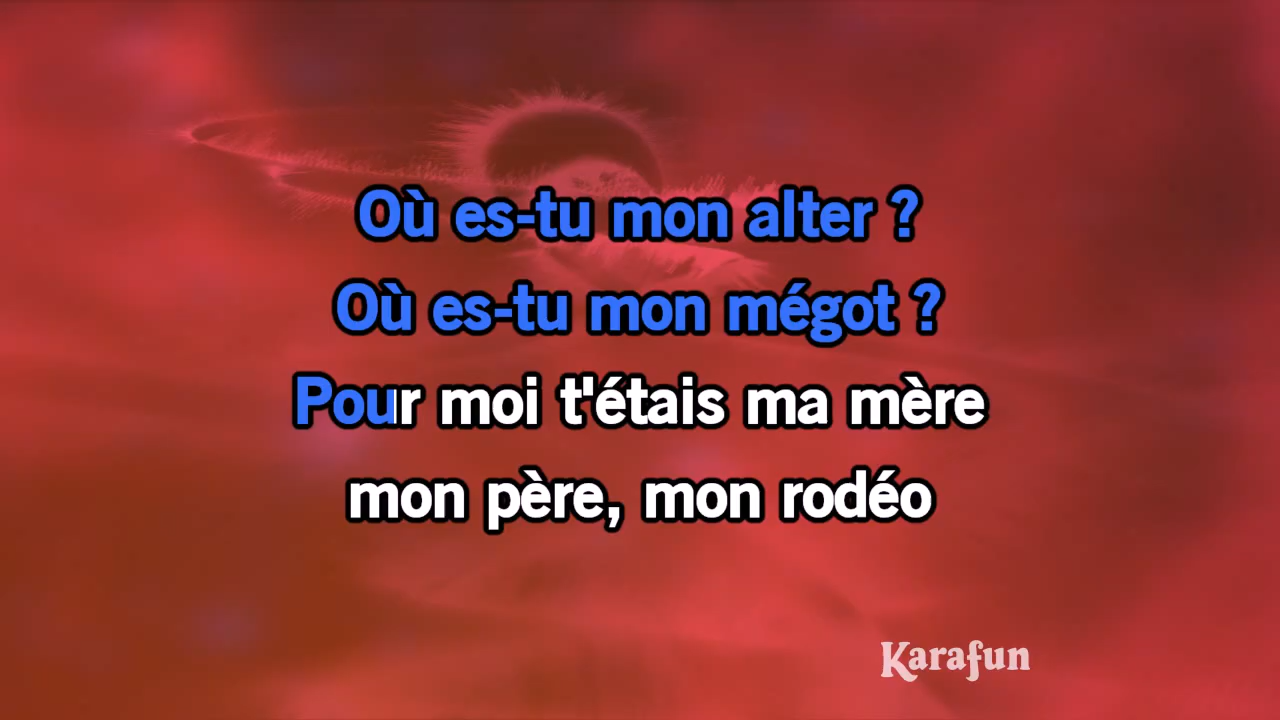 Où es-tu mon alter ?
Où es-tu mon mégot ?
Pour moi t'étais ma mère
mon père, mon rodéo
Karafun